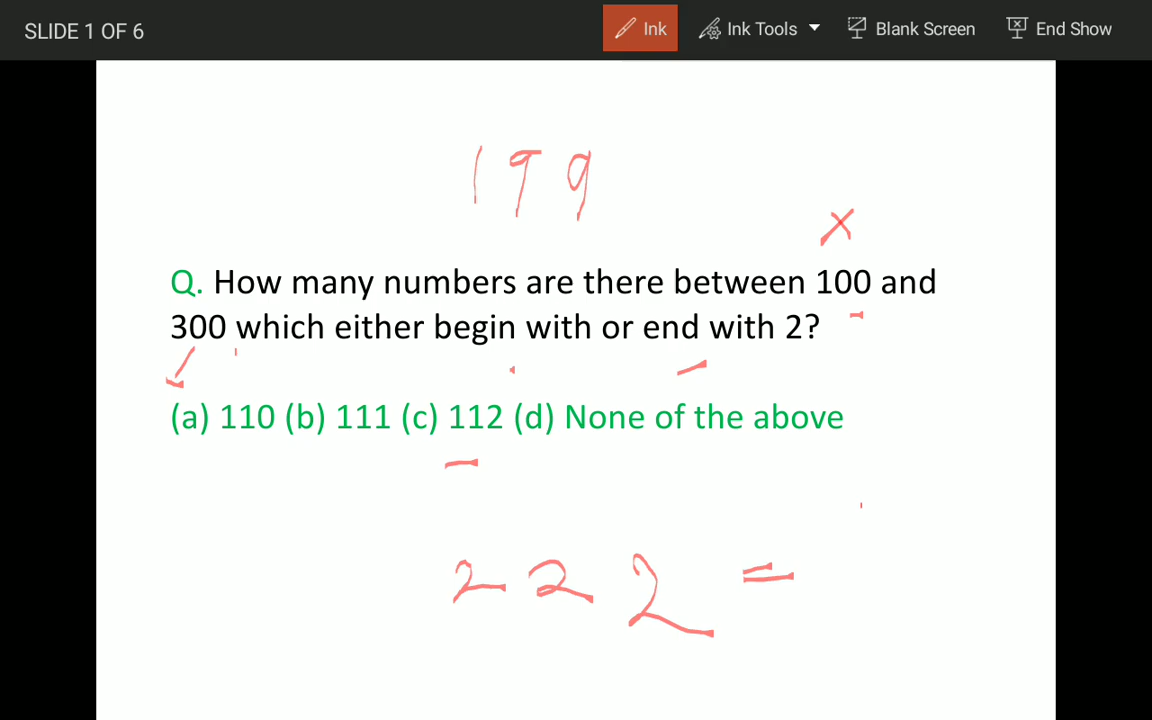 SLIDE 1 OF 6 Ink Ink Tools Blank Screen End Show
199
x
Q. How many numbers are there between 100 and
300 which either begin with or end with 2?
(a) 110 (b) 111 (c) 112 (d) None of the above
222 =